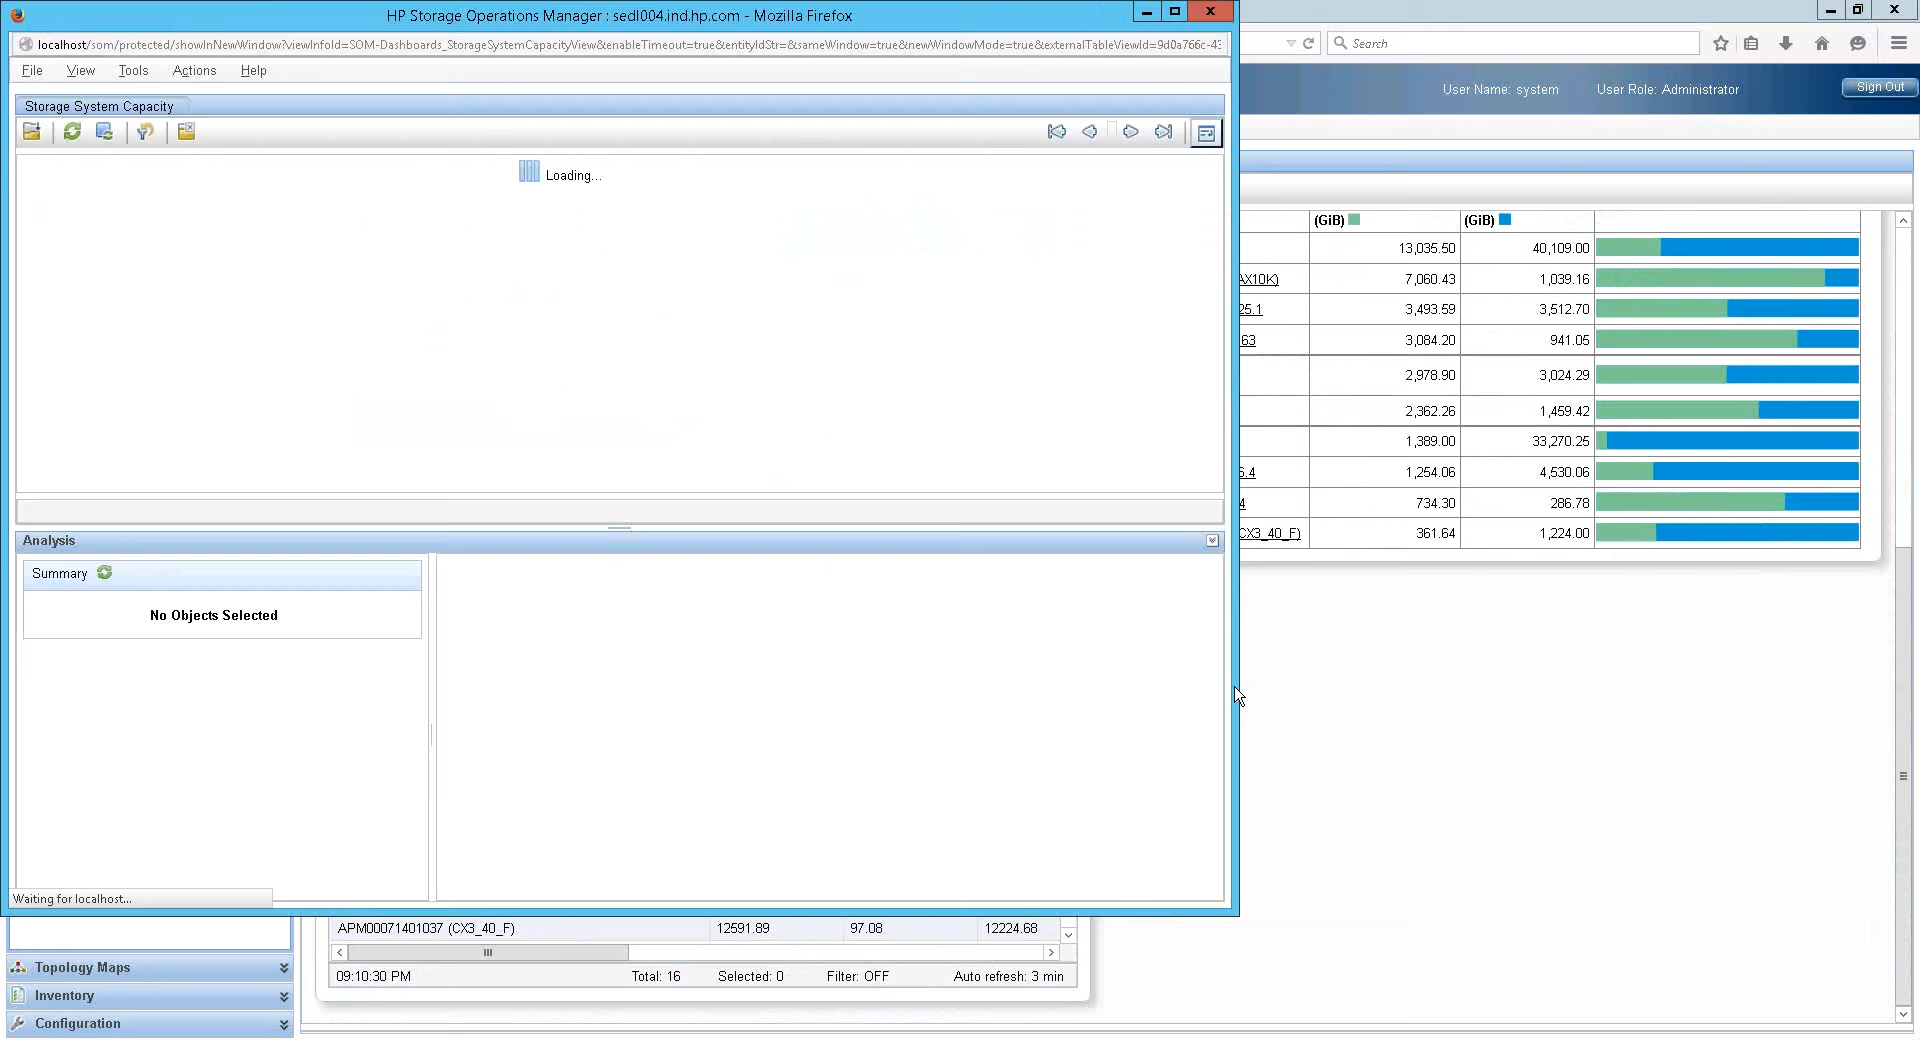 HP Storage Operations Manager : sedl004.ind.hp.com - Mozilla Firefox
localhost/som/protected/showInNewWindow?viewInfoId=SOM-Dashboards_StorageSystemCapacityView&enableTimeout=true&entityIdStr=&sameWindow=true&newWindowMode=true&externalTableViewId=9d0a766c-43
File View Tools Actions Help
Storage System Capacity
Loading...
Analysis
Summary
No Objects Selected
Waiting for localhost...
Search
User Name: system User Role: Administrator Sign Out
(GiB) (GiB)
13,035.50 40,109.00
AX10K) 7,060.43 1,039.16
25.1 3,493.59 3,512.70
63 3,084.20 941.05
2,978.90 3,024.29
2,362.26 1,459.42
1,389.00 33,270.25
6.4 1,254.06 4,530.06
4 734.30 286.78
CX3_40_F) 361.64 1,224.00
APM00071401037 (CX3_40_F) 12591.89 97.08 12224.68
09:10:30 PM Total: 16 Selected: 0 Filter: OFF Auto refresh: 3 min
Topology Maps
Inventory
Configuration